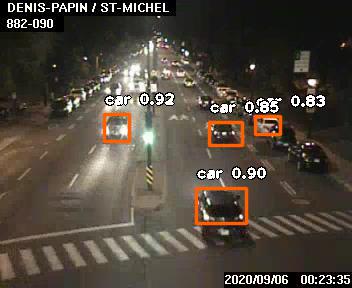 DENIS-PAPIN / ST-MICHEL
882-090
car 0.92
car 0.85
car 0.83
car 0.90
2020/09/06 00:23:35